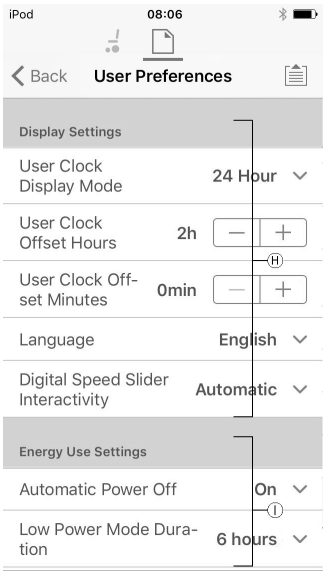 iPod 08:06
Back User Preferences
Display Settings
User Clock
Display Mode 24 Hour
User Clock
Offset Hours 2h
User Clock Off-
set Minutes 0min
H
Language English
Digital Speed Slider
Interactivity Automatic
Energy Use Settings
Automatic Power Off On
I
Low Power Mode Dura-
tion 6 hours